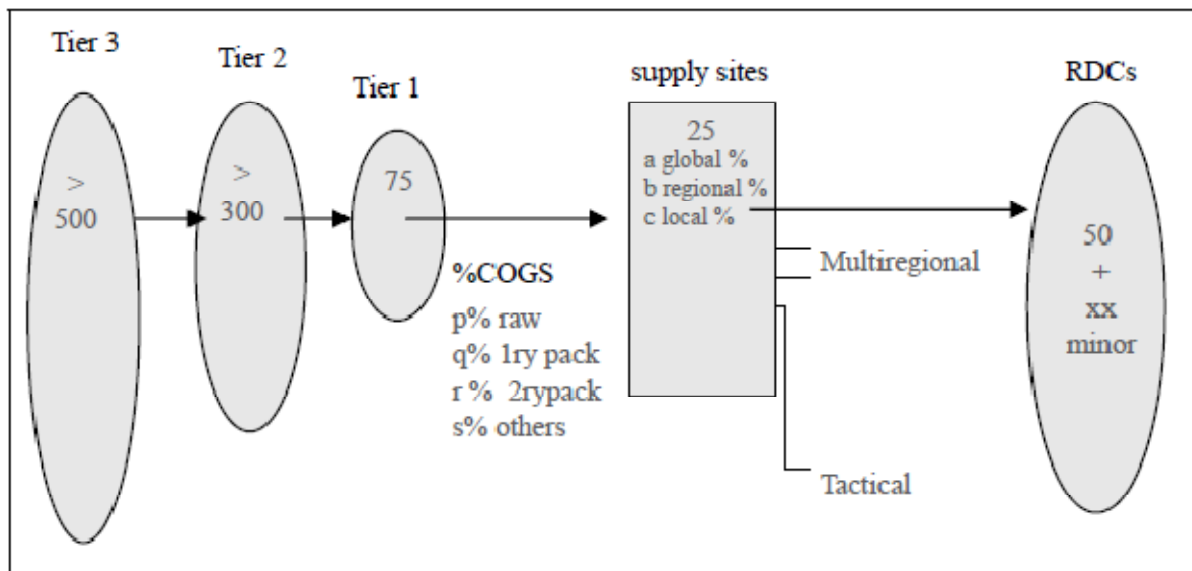 Tier 3
Tier 2
Tier 1
supply sites
RDCs
>
500
>
300
75
25
a global %
b regional %
c local %
%COGS
p% raw
q% 1ry pack
r % 2rypack
s% others
Multiregional
Tactical
50
+
xx
minor